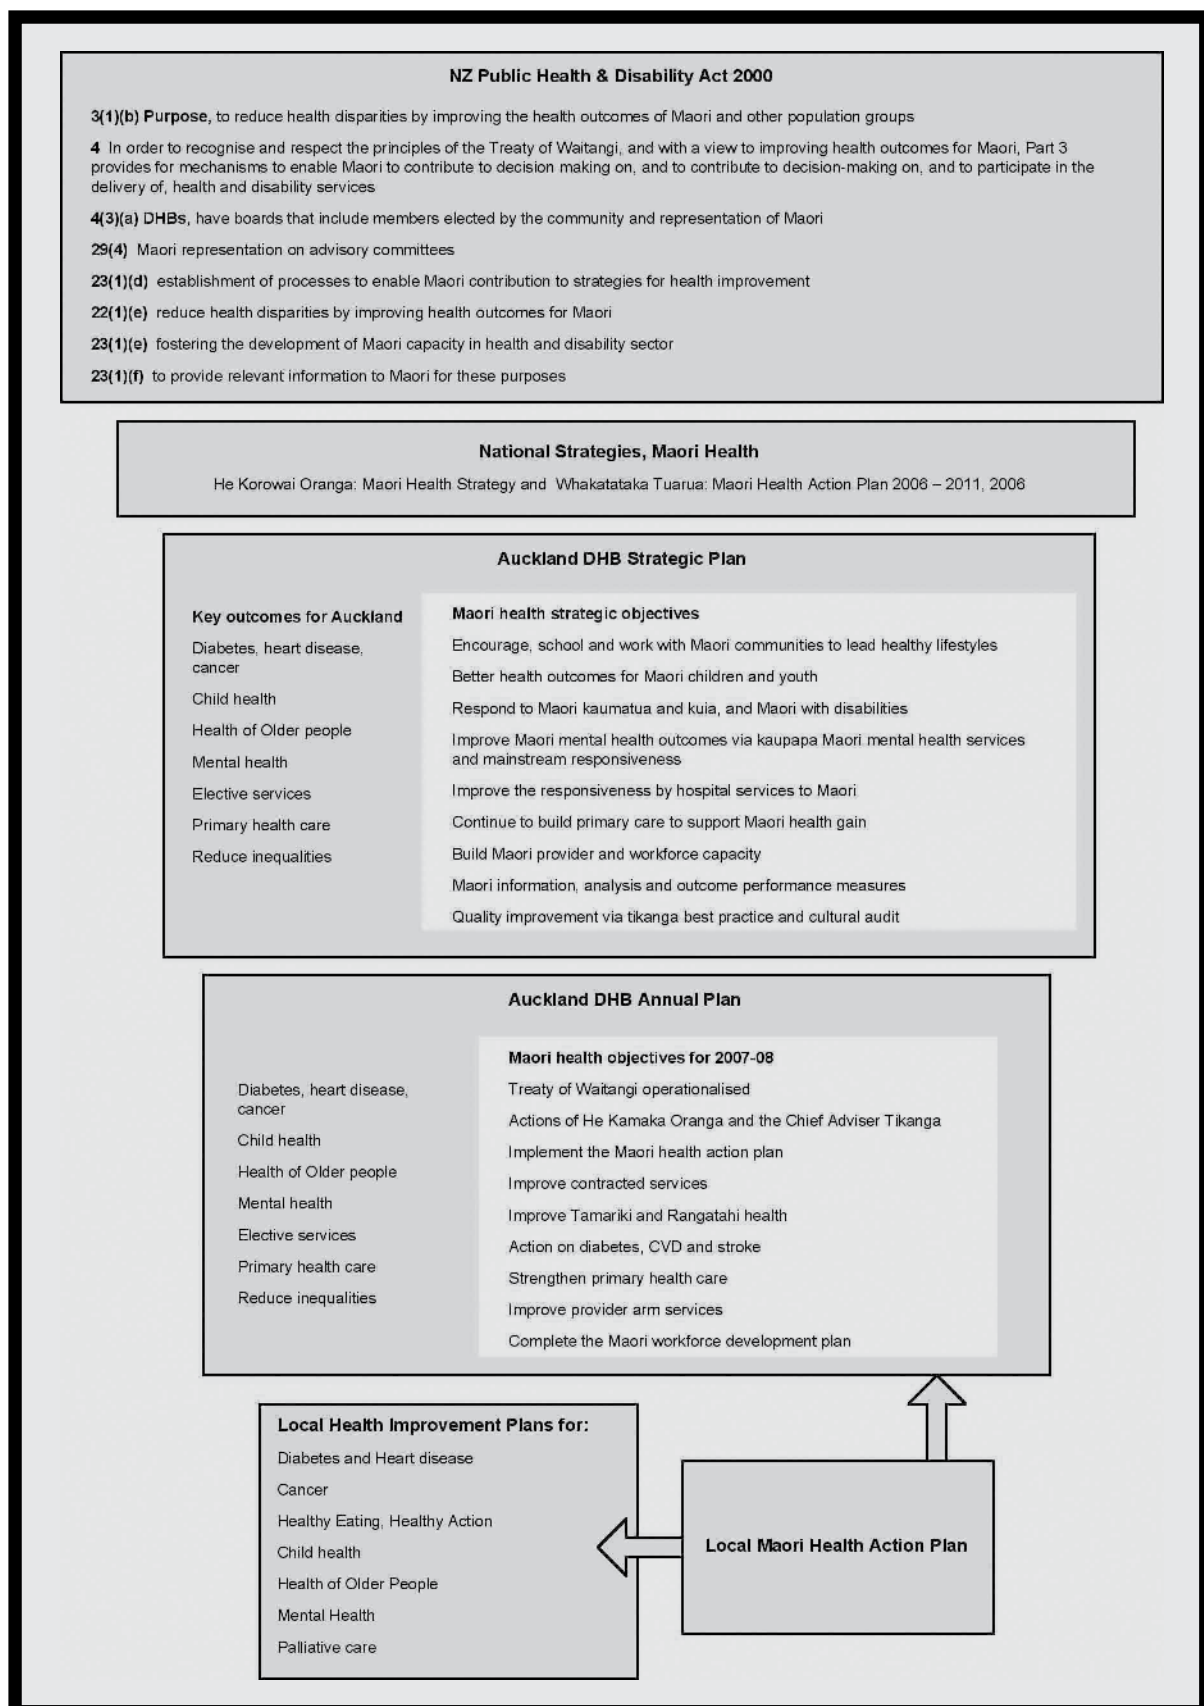 NZ Public Health & Disability Act 2000
3(1)(b) Purpose, to reduce health disparities by improving the health outcomes of Maori and other population groups
4 In order to recognise and respect the principles of the Treaty of Waitangi, and with a view to improving health outcomes for Maori, Part 3
provides for mechanisms to enable Maori to contribute to decision making on, and to contribute to decision-making on, and to participate in the
delivery of, health and disability services
4(3)(a) DHBs, have boards that include members elected by the community and representation of Maori
29(4) Maori representation on advisory committees
23(1)(d) establishment of processes to enable Maori contribution to strategies for health improvement
22(1)(e) reduce health disparities by improving health outcomes for Maori
23(1)(e) fostering the development of Maori capacity in health and disability sector
23(1)(f) to provide relevant information to Maori for these purposes
National Strategies, Maori Health
He Korowai Oranga: Maori Health Strategy and Whakatataka Tuarua: Maori Health Action Plan 2006 – 2011, 2006
Auckland DHB Strategic Plan
Key outcomes for Auckland
Diabetes, heart disease,
cancer
Child health
Health of Older people
Mental health
Elective services
Primary health care
Reduce inequalities
Maori health strategic objectives
Encourage, school and work with Maori communities to lead healthy lifestyles
Better health outcomes for Maori children and youth
Respond to Maori kaumatua and kuia, and Maori with disabilities
Improve Maori mental health outcomes via kaupapa Maori mental health services
and mainstream responsiveness
Improve the responsiveness by hospital services to Maori
Continue to build primary care to support Maori health gain
Build Maori provider and workforce capacity
Maori information, analysis and outcome performance measures
Quality improvement via tikanga best practice and cultural audit
Auckland DHB Annual Plan
Diabetes, heart disease,
cancer
Child health
Health of Older people
Mental health
Elective services
Primary health care
Reduce inequalities
Maori health objectives for 2007-08
Treaty of Waitangi operationalised
Actions of He Kamaka Oranga and the Chief Adviser Tikanga
Implement the Maori health action plan
Improve contracted services
Improve Tamariki and Rangatahi health
Action on diabetes, CVD and stroke
Strengthen primary health care
Improve provider arm services
Complete the Maori workforce development plan
Local Health Improvement Plans for:
Diabetes and Heart disease
Cancer
Healthy Eating, Healthy Action
Child health
Health of Older People
Mental Health
Palliative care
Local Maori Health Action Plan